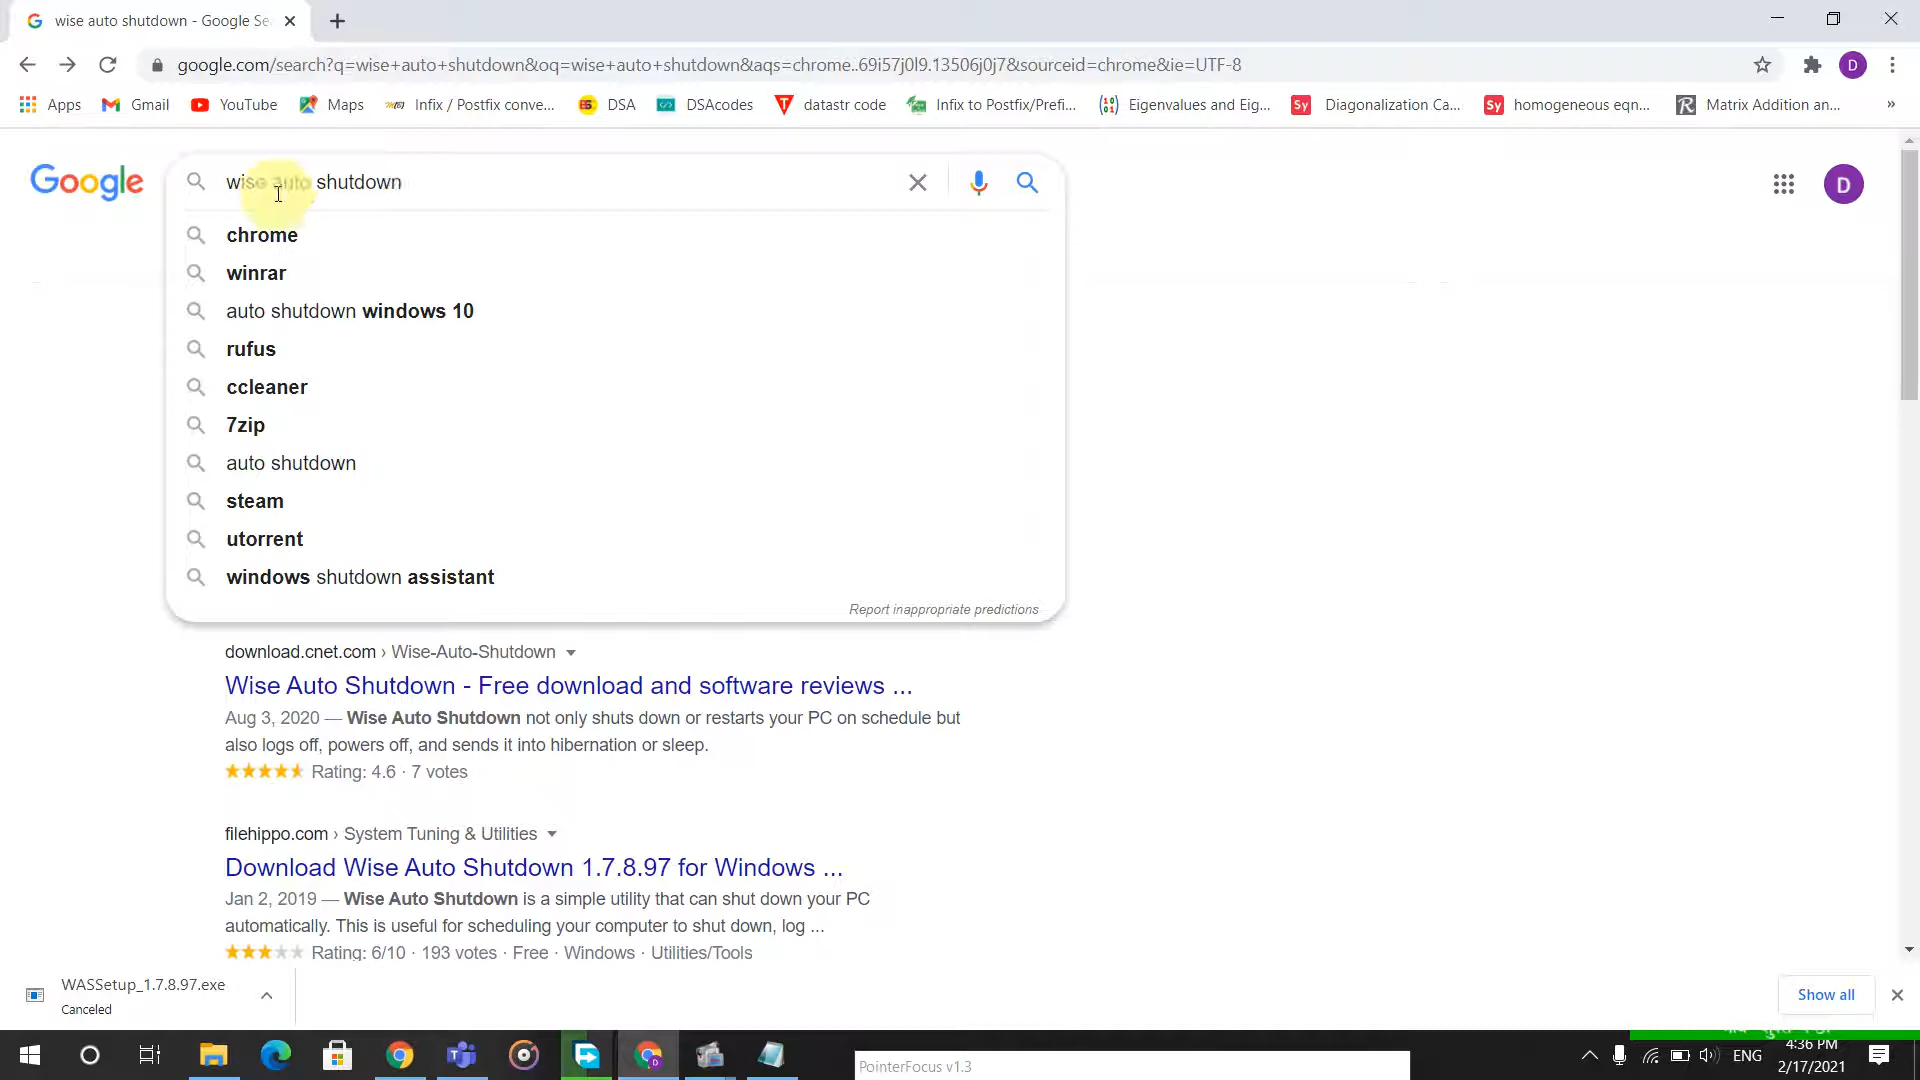 wise auto shutdown - Google Se
google.com/search?q=wise+auto+shutdown&oq=wise+auto+shutdown&aqs=chrome..69i57j0l9.13506j0j7&sourceid=chrome&ie=UTF-8
D
Apps Gmail YouTube Maps Infix / Postfix conve... DSA DSAcodes datastr code Infix to Postfix/Prefi... Eigenvalues and Eig... Sy Diagonalization Ca... Sy homogeneous eqn... R Matrix Addition an... »
Google
wise auto shutdown
D
chrome
winrar
auto shutdown windows 10
rufus
ccleaner
7zip
auto shutdown
steam
utorrent
windows shutdown assistant
Report inappropriate predictions
download.cnet.com › Wise-Auto-Shutdown
Wise Auto Shutdown - Free download and software reviews ...
Aug 3, 2020 — Wise Auto Shutdown not only shuts down or restarts your PC on schedule but
also logs off, powers off, and sends it into hibernation or sleep.
Rating: 4.6 · 7 votes
filehippo.com › System Tuning & Utilities
Download Wise Auto Shutdown 1.7.8.97 for Windows ...
Jan 2, 2019 — Wise Auto Shutdown is a simple utility that can shut down your PC
automatically. This is useful for scheduling your computer to shut down, log ...
Rating: 6/10 · 193 votes · Free · Windows · Utilities/Tools
WASSetup_1.7.8.97.exe
Canceled
Show all
PointerFocus v1.3
ENG
4:36 PM
2/17/2021